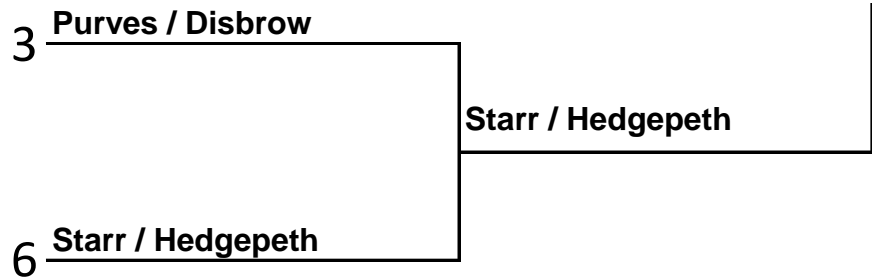 3 Purves / Disbrow
Starr / Hedgepeth
6 Starr / Hedgepeth